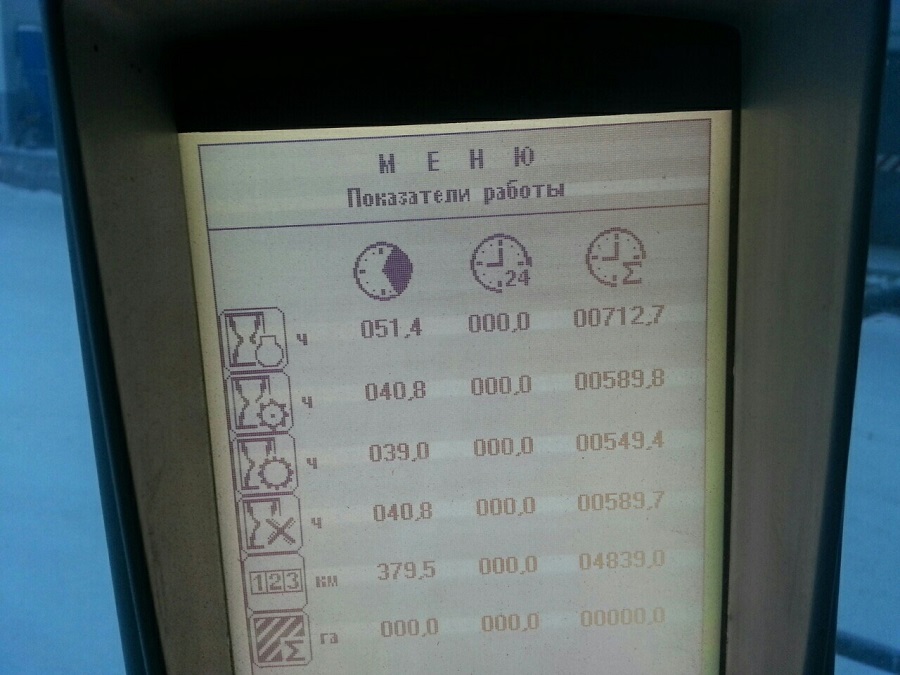 М Е Н Ю
Показатели работы
24 Σ
ч 051,4 000,0 00712,7
ч 040,8 000,0 00589,8
ч 039,0 000,0 00549,4
ч 040,8 000,0 00589,7
123 км 379,5 000,0 04839,0
Σ га 000,0 000,0 00000,0